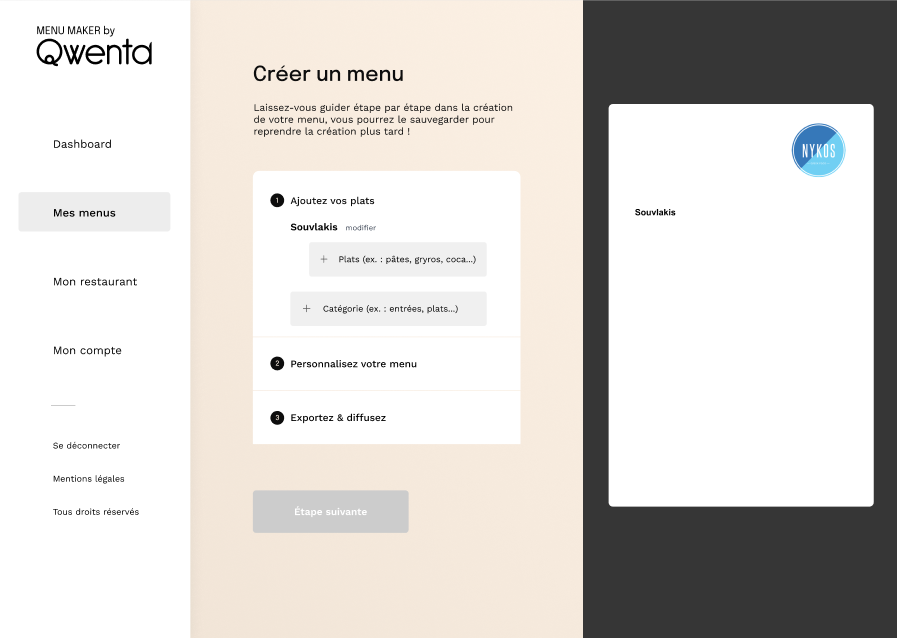 MENU MAKER by
Qwenta
Dashboard
Mes menus
Mon restaurant
Mon compte
Se déconnecter
Mentions légales
Tous droits réservés
Créer un menu
Laissez-vous guider étape par étape dans la création
de votre menu, vous pourrez le sauvegarder pour
reprendre la création plus tard !
1 Ajoutez vos plats
Souvlakis modifier
+ Plats (ex. : pâtes, gryros, coca...)
+ Catégorie (ex. : entrées, plats...)
2 Personnalisez votre menu
3 Exportez & diffusez
Étape suivante
NYKOS
Souvlakis